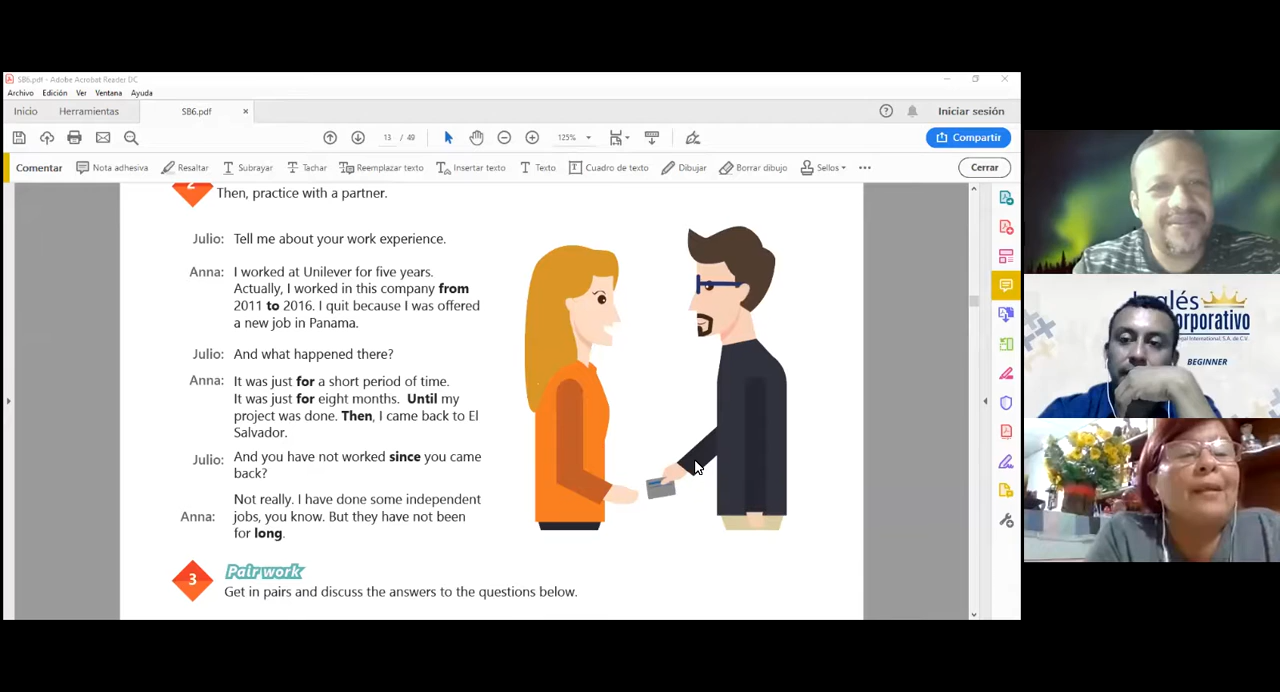 SB6.pdf - Adobe Acrobat Reader DC
Archivo Edición Ver Ventana Ayuda
Inicio Herramientas SB6.pdf × Iniciar sesión
13 / 49 125% Compartir
Comentar Nota adhesiva Resaltar Subrayar Tachar Reemplazar texto Insertar texto Texto Cuadro de texto Dibujar Borrar dibujo Sellos Cerrar
2
Then, practice with a partner.
Julio: Tell me about your work experience.
Anna: I worked at Unilever for five years.
Actually, I worked in this company from
2011 to 2016. I quit because I was offered
a new job in Panama.
Julio: And what happened there?
Anna: It was just for a short period of time.
It was just for eight months. Until my
project was done. Then, I came back to El
Salvador.
Julio: And you have not worked since you came
back?
Not really. I have done some independent
Anna: jobs, you know. But they have not been
for long.
3 Pair work
Get in pairs and discuss the answers to the questions below.
Inglés
orporativo
egal International, S.A. de C.V.
BEGINNER